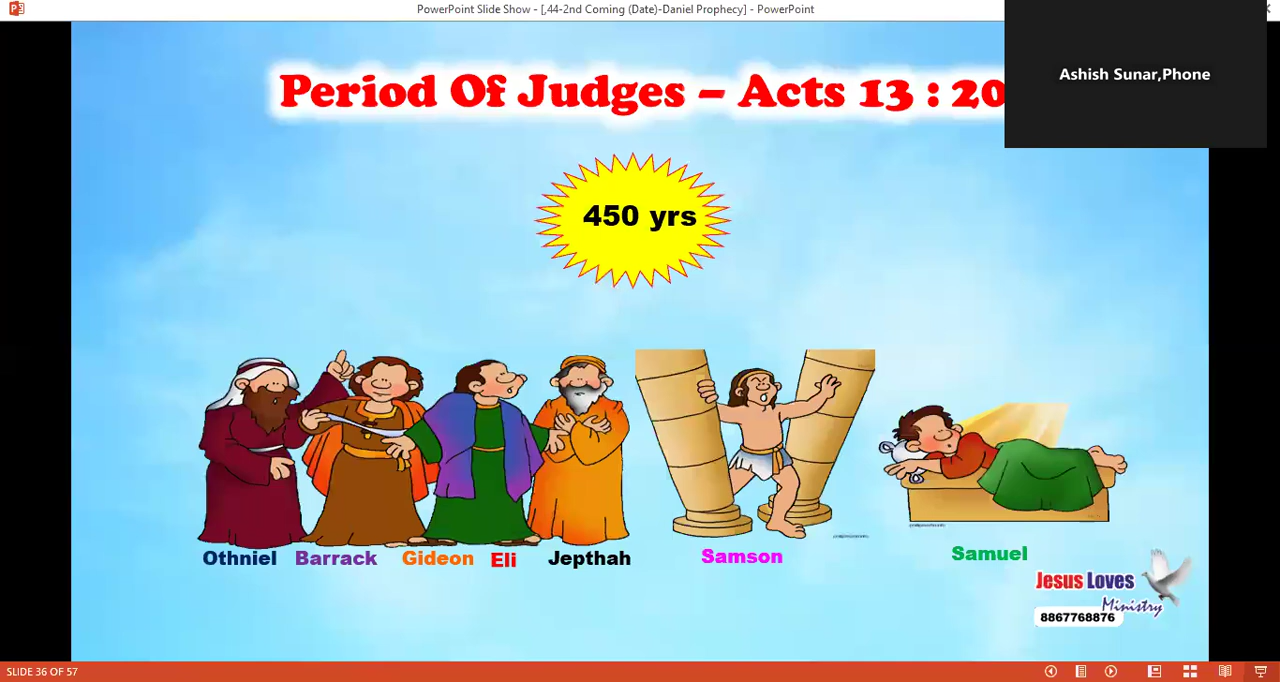 PowerPoint Slide Show - [,44-2nd Coming (Date)-Daniel Prophecy] - PowerPoint
Ashish Sunar,Phone
Period Of Judges – Acts 13 : 20
450 yrs
Othniel Barrack Gideon Eli Jepthah Samson Samuel
Jesus Loves
Ministry
8867768876
SLIDE 36 OF 57